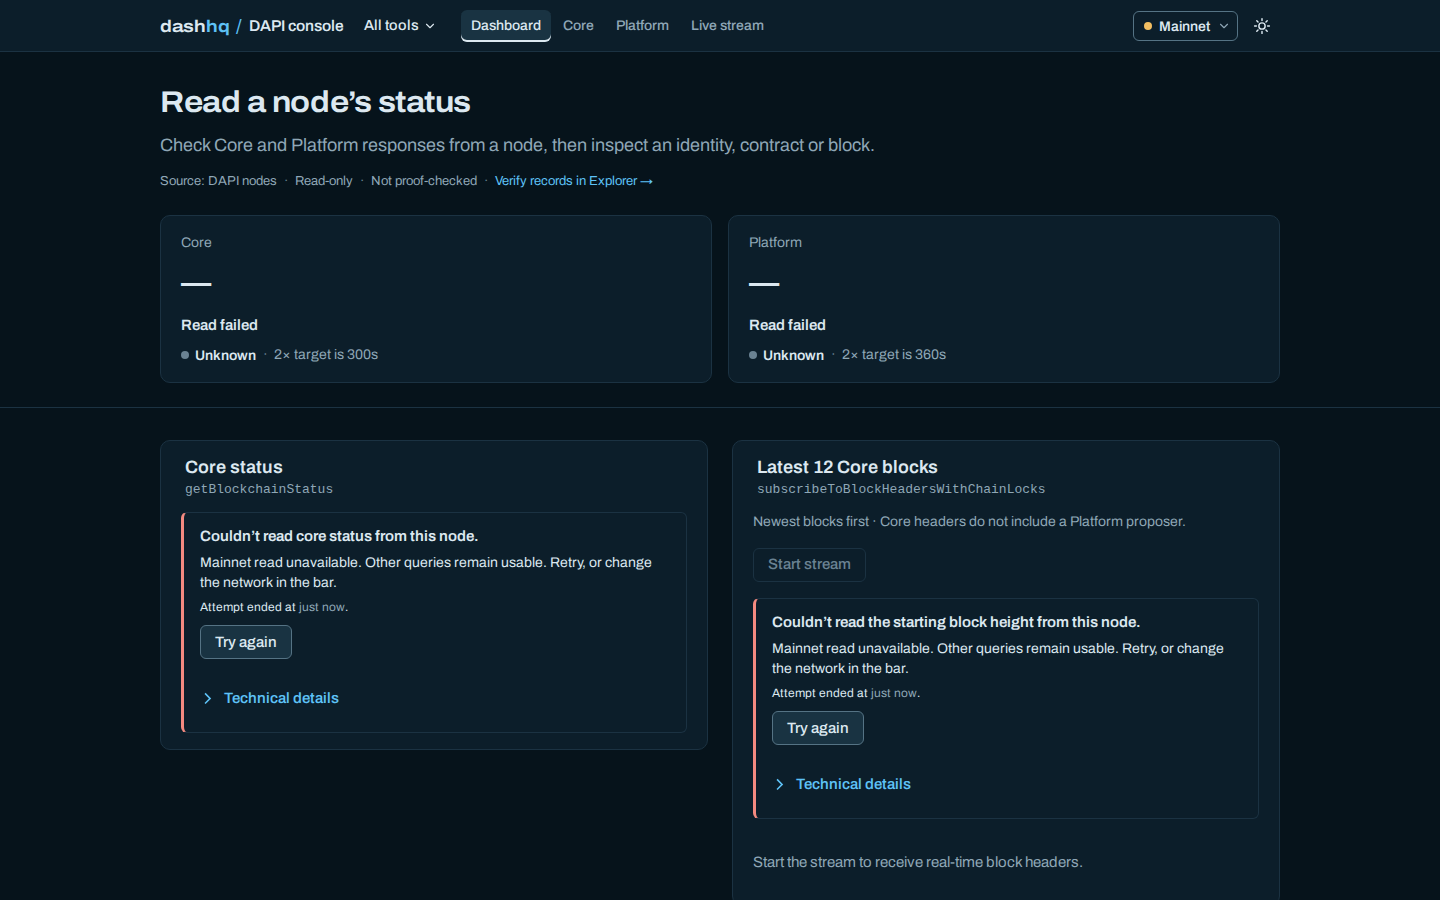 dashhq / DAPI console All tools Dashboard Core Platform Live stream Mainnet
Read a node’s status
Check Core and Platform responses from a node, then inspect an identity, contract or block.
Source: DAPI nodes · Read-only · Not proof-checked · Verify records in Explorer →
Core
—
Read failed
Unknown · 2× target is 300s
Platform
—
Read failed
Unknown · 2× target is 360s
Core status
getBlockchainStatus
Couldn’t read core status from this node.
Mainnet read unavailable. Other queries remain usable. Retry, or change
the network in the bar.
Attempt ended at just now.
Try again
Technical details
Latest 12 Core blocks
subscribeToBlockHeadersWithChainLocks
Newest blocks first · Core headers do not include a Platform proposer.
Start stream
Couldn’t read the starting block height from this node.
Mainnet read unavailable. Other queries remain usable. Retry, or change
the network in the bar.
Attempt ended at just now.
Try again
Technical details
Start the stream to receive real-time block headers.